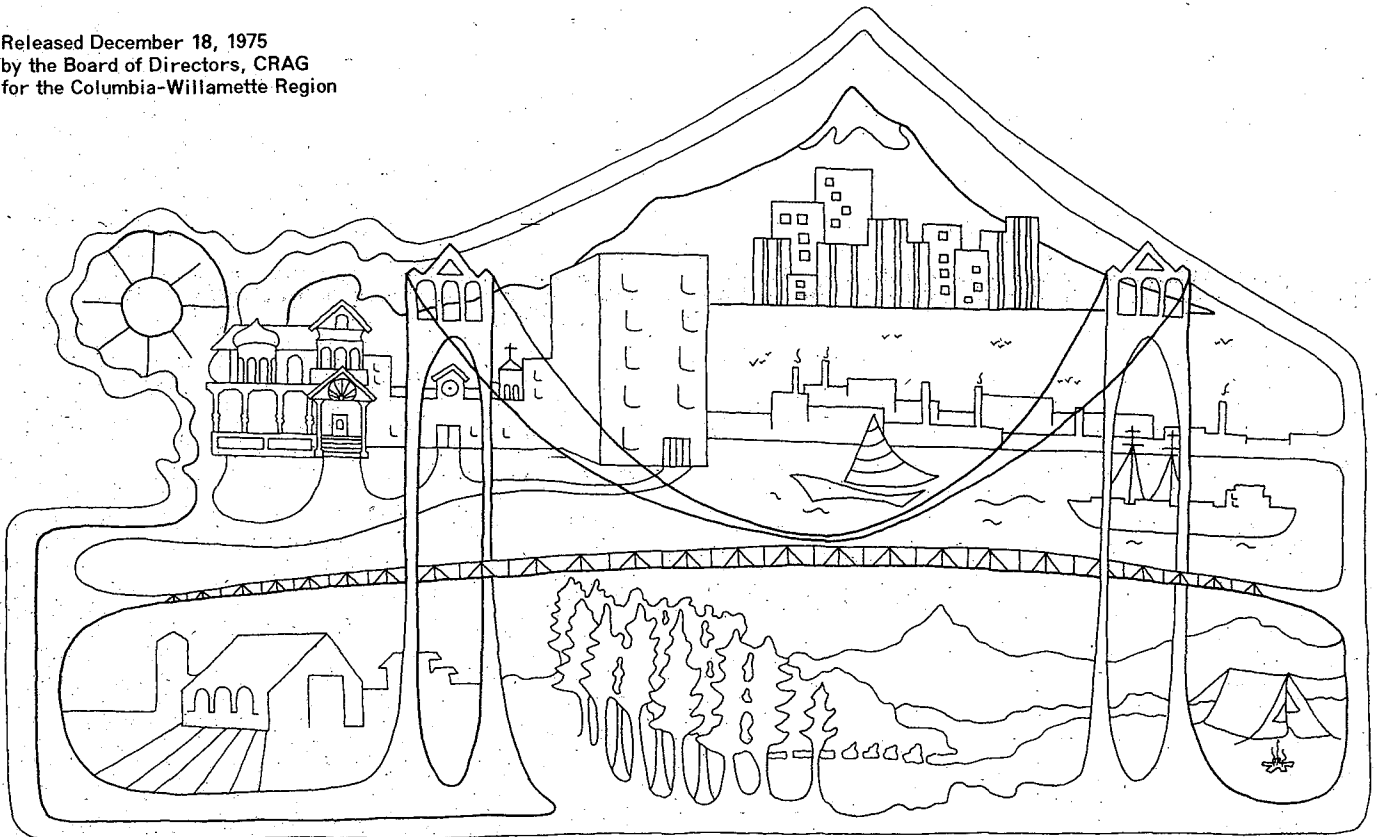 Released December 18, 1975
by the Board of Directors, CRAG
for the Columbia-Willamette Region